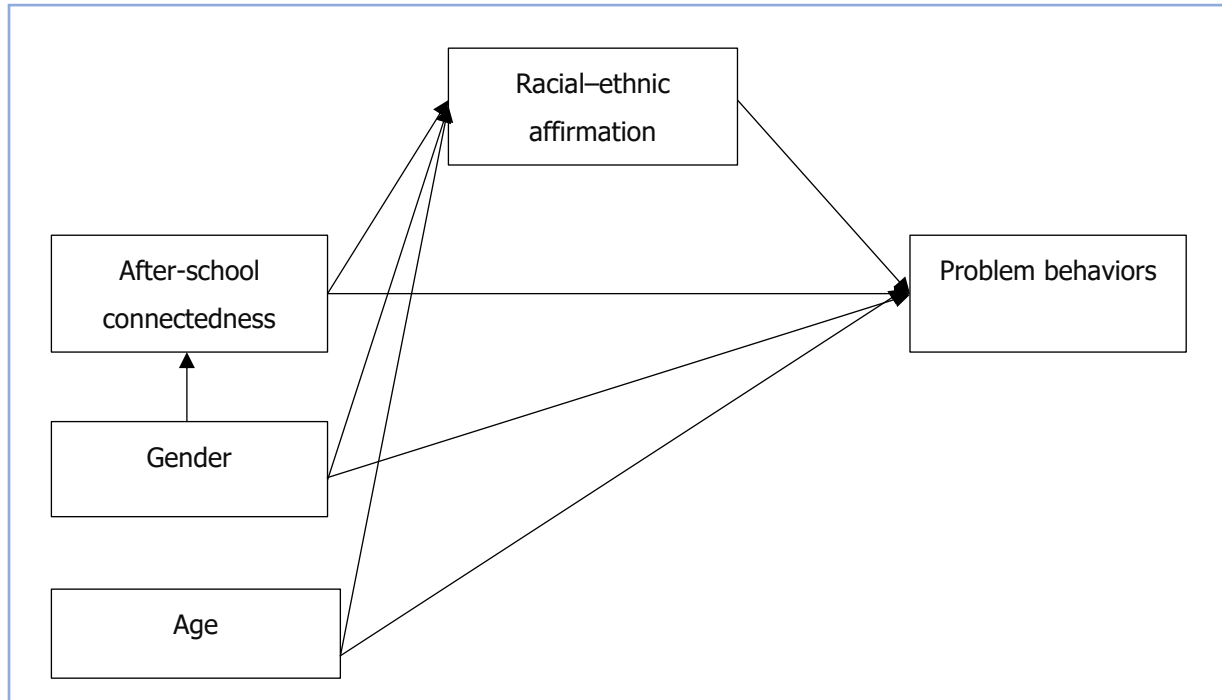 Racial–ethnic
affirmation
After-school
connectedness
Problem behaviors
Gender
Age